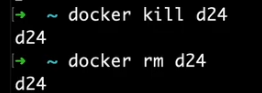 ➜ ~ docker kill d24
d24
➜ ~ docker rm d24
d24